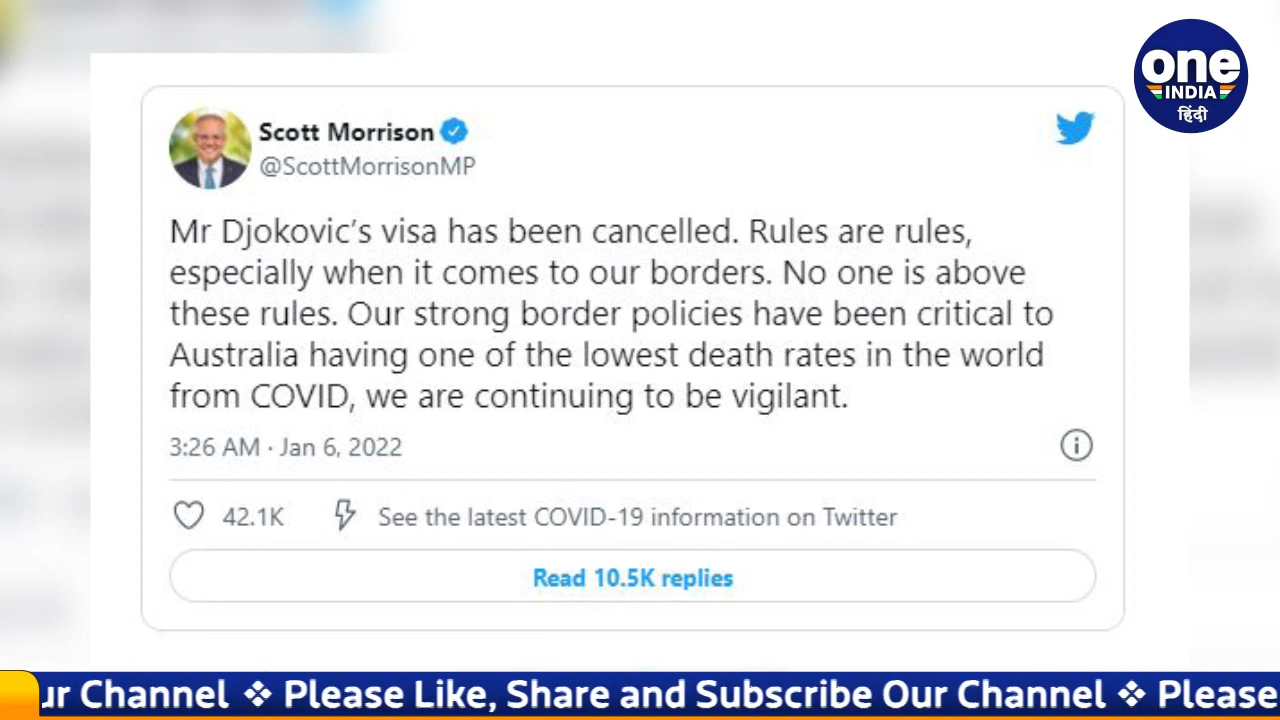 one
INDIA
हिंदी
Scott Morrison
@ScottMorrisonMP
Mr Djokovic’s visa has been cancelled. Rules are rules,
especially when it comes to our borders. No one is above
these rules. Our strong border policies have been critical to
Australia having one of the lowest death rates in the world
from COVID, we are continuing to be vigilant.
3:26 AM · Jan 6, 2022
42.1K See the latest COVID-19 information on Twitter
Read 10.5K replies
ur Channel ❖ Please Like, Share and Subscribe Our Channel ❖ Please